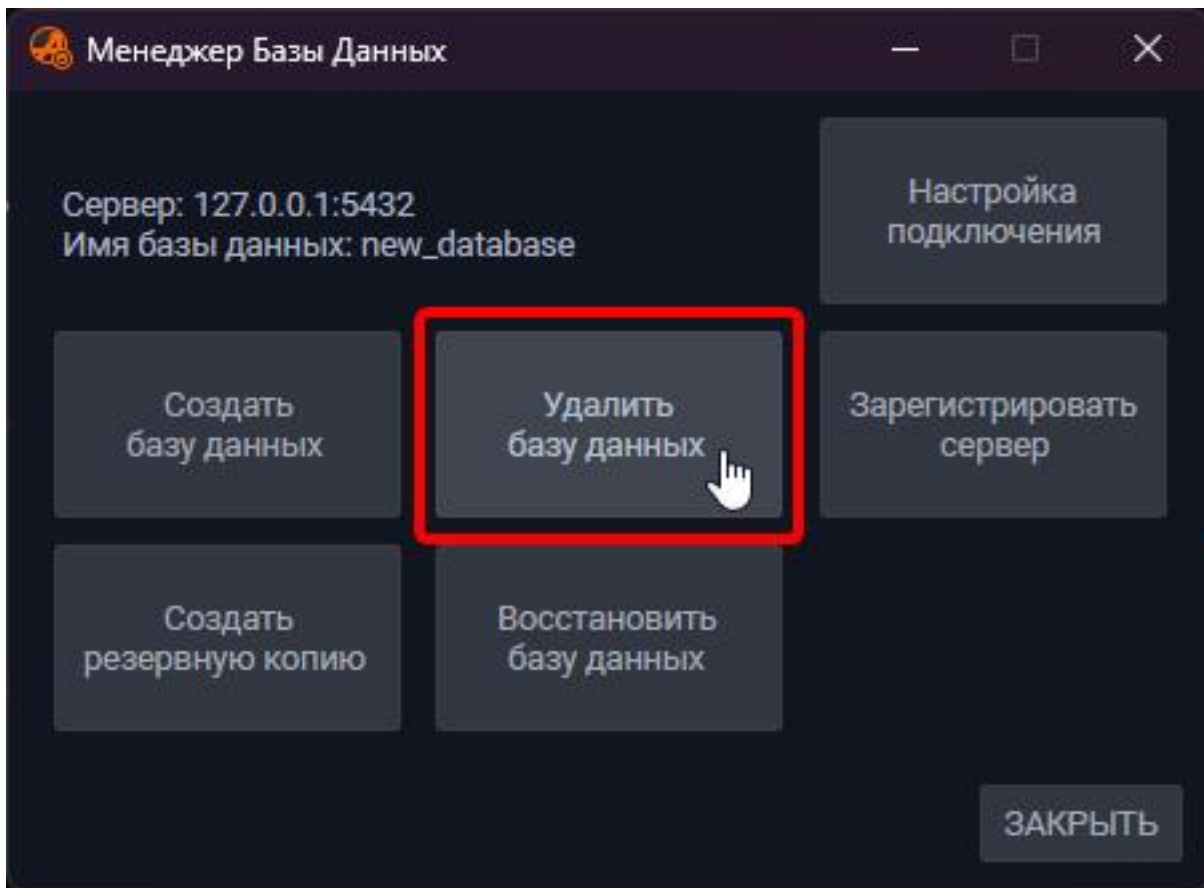 Менеджер Базы Данных
Сервер: 127.0.0.1:5432
Имя базы данных: new_database
Настройка
подключения
Создать
базу данных
Удалить
базу данных
Зарегистрировать
сервер
Создать
резервную копию
Восстановить
базу данных
ЗАКРЫТЬ